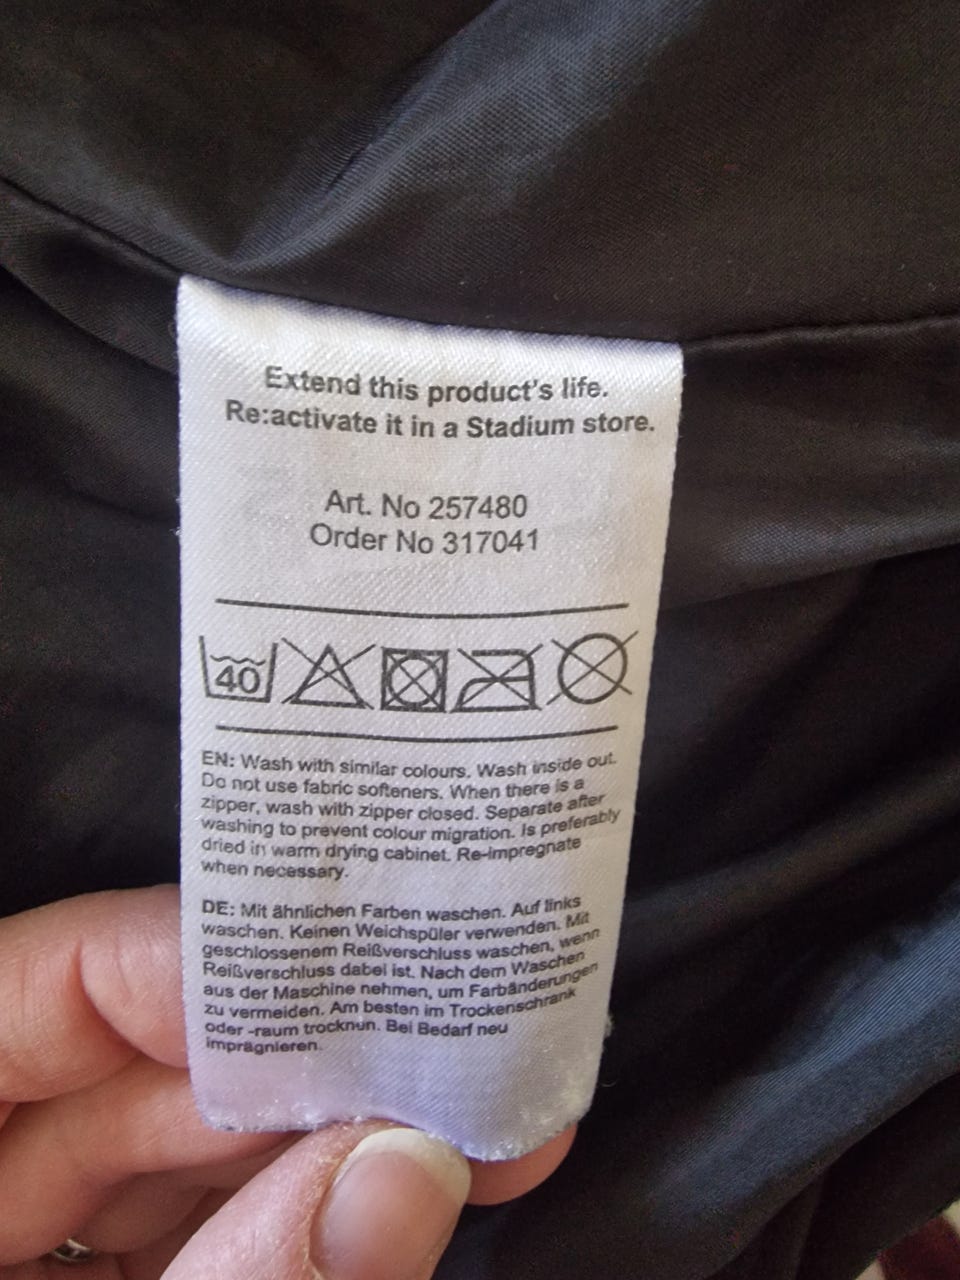 Extend this product's life.
Re:activate it in a Stadium store.
Art. No 257480
Order No 317041
40
EN: Wash with similar colours. Wash inside out.
Do not use fabric softeners. When there is a
zipper, wash with zipper closed. Separate after
washing to prevent colour migration. Is preferably
dried in warm drying cabinet. Re-impregnate
when necessary.
DE: Mit ähnlichen Farben waschen. Auf links
waschen. Keinen Weichspüler verwenden. Mit
geschlossenem Reißverschluss waschen, wenn
Reißverschluss dabei ist. Nach dem Waschen
aus der Maschine nehmen, um Farbänderungen
zu vermeiden. Am besten im Trockenschrank
oder -raum trocknen. Bei Bedarf neu
imprägnieren.